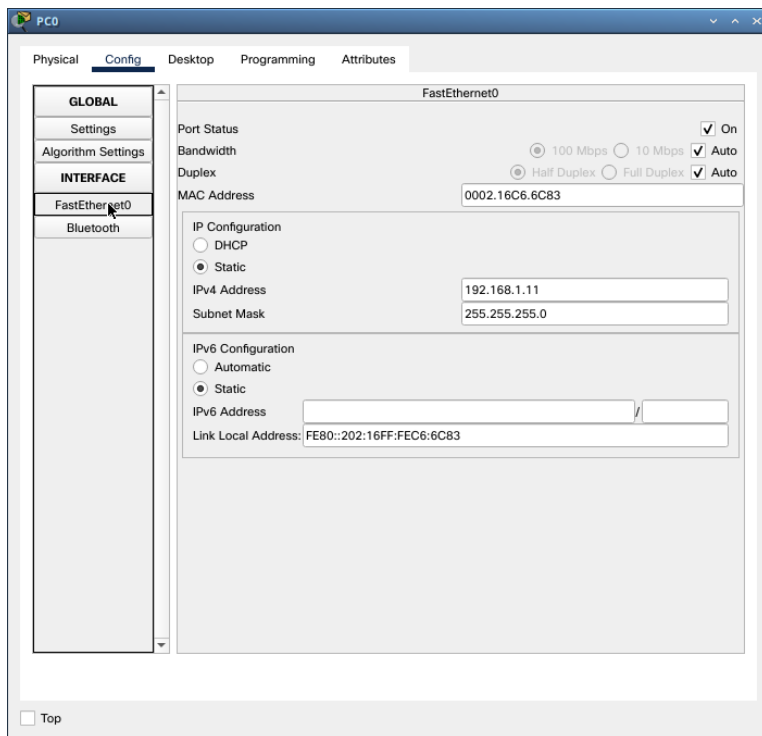 PC0
Physical Config Desktop Programming Attributes
GLOBAL
Settings
Algorithm Settings
INTERFACE
FastEthernet0
Bluetooth
FastEthernet0
Port Status On
Bandwidth 100 Mbps 10 Mbps Auto
Duplex Half Duplex Full Duplex Auto
MAC Address 0002.16C6.6C83
IP Configuration
DHCP
Static
IPv4 Address 192.168.1.11
Subnet Mask 255.255.255.0
IPv6 Configuration
Automatic
Static
IPv6 Address /
Link Local Address: FE80::202:16FF:FEC6:6C83
Top